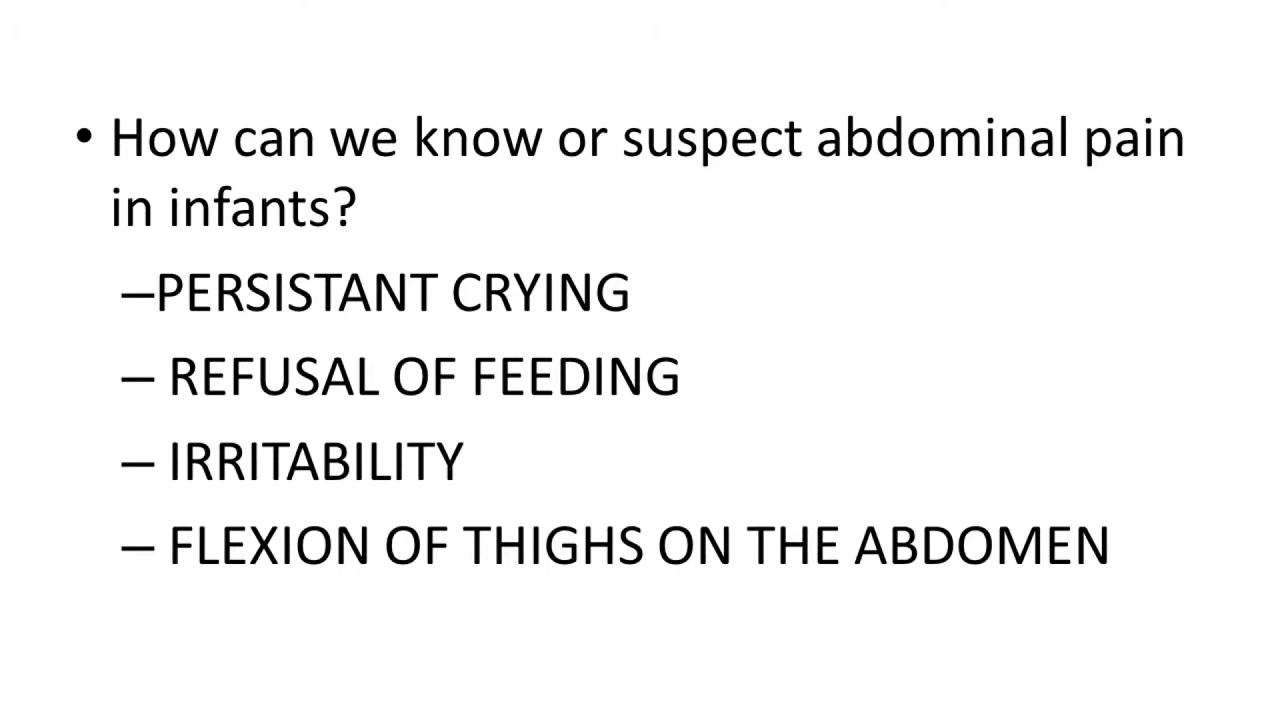 • How can we know or suspect abdominal pain
in infants?
–PERSISTANT CRYING
– REFUSAL OF FEEDING
– IRRITABILITY
– FLEXION OF THIGHS ON THE ABDOMEN